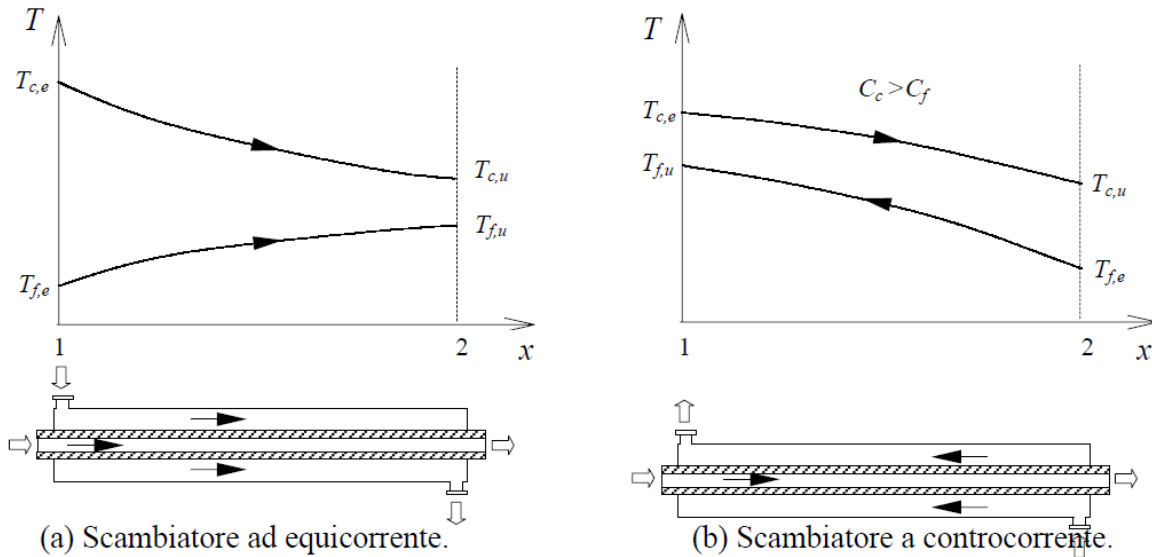 T
T_{c,e}
T_{c,u}
T_{f,u}
T_{f,e}
1
2
x
(a) Scambiatore ad equicorrente.
T
C_c > C_f
T_{c,e}
T_{f,u}
T_{c,u}
T_{f,e}
1
2
x
(b) Scambiatore a controcorrente.